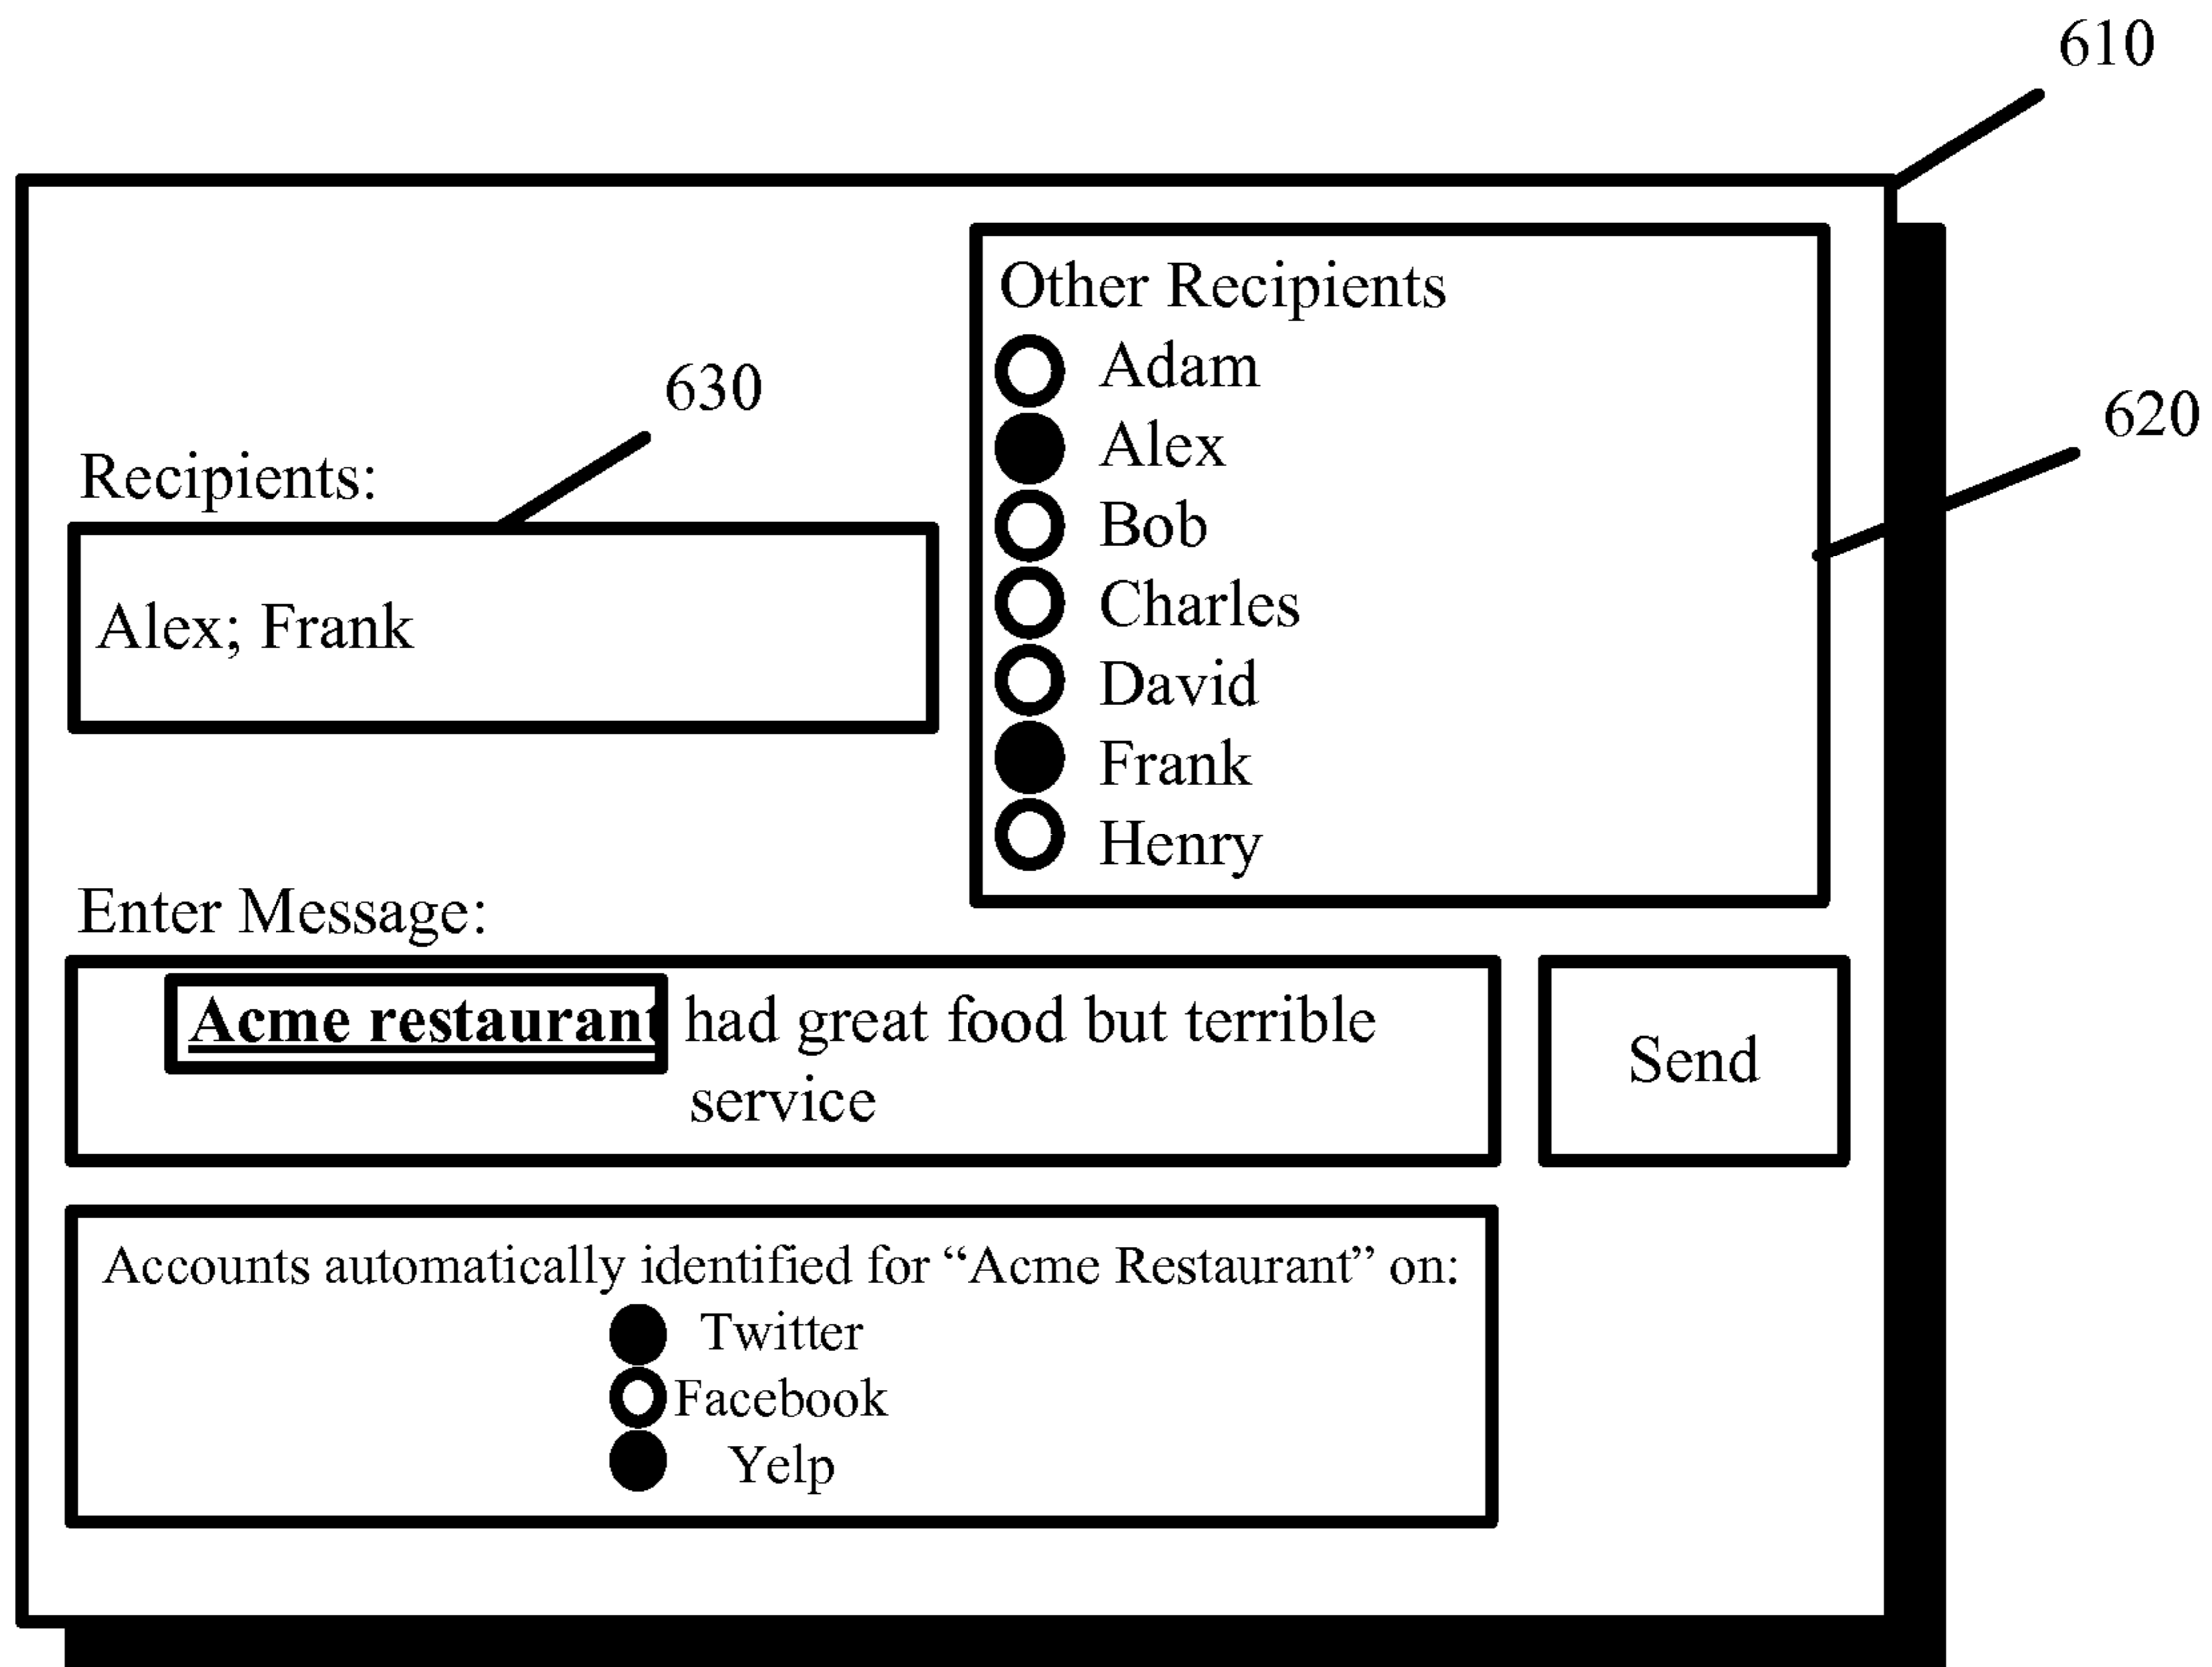 610
Other Recipients
Adam
Alex
Bob
Charles
David
Frank
Henry
620
630
Recipients:
Alex; Frank
Enter Message:
Acme restaurant had great food but terrible
service
Send
Accounts automatically identified for “Acme Restaurant” on:
Twitter
Facebook
Yelp